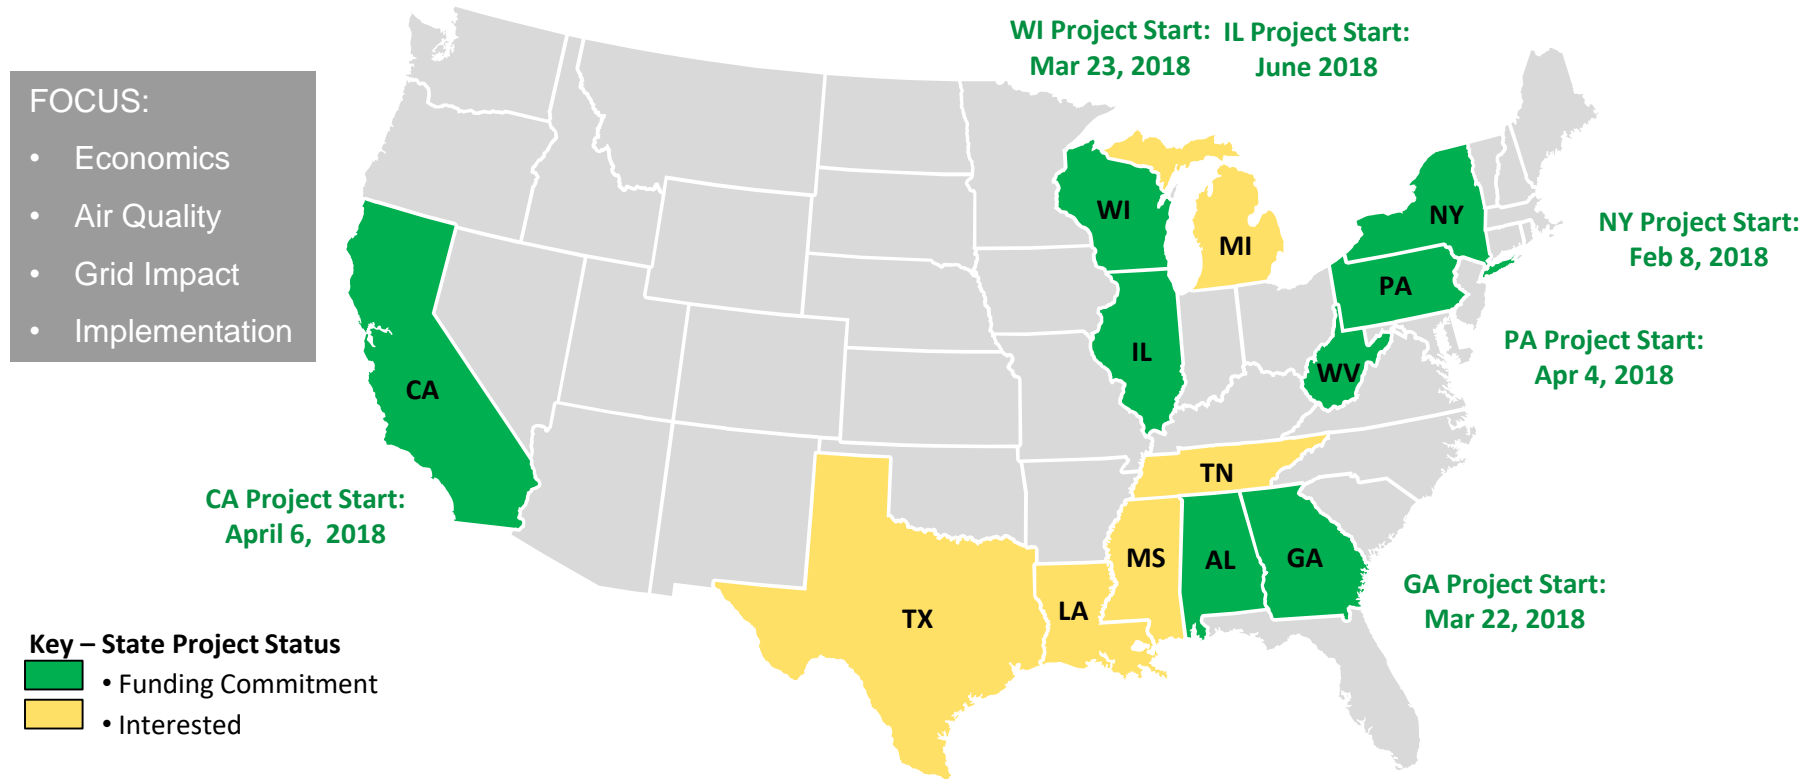 WI Project Start:
Mar 23, 2018
IL Project Start:
June 2018
FOCUS:
• Economics
• Air Quality
• Grid Impact
• Implementation
WI
MI
NY
NY Project Start:
Feb 8, 2018
PA
IL
WV
PA Project Start:
Apr 4, 2018
CA
TN
CA Project Start:
April 6, 2018
MS
AL
GA
GA Project Start:
Mar 22, 2018
TX
LA
Key – State Project Status
• Funding Commitment
• Interested